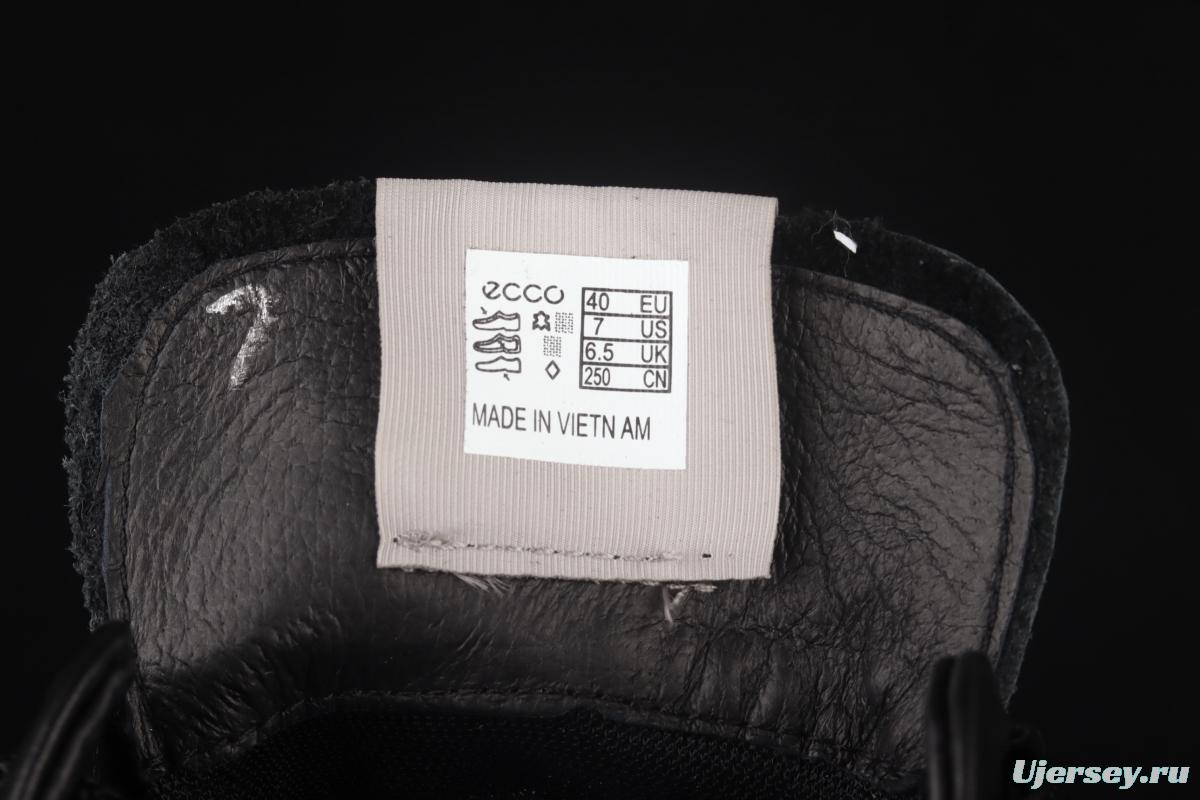 ecco
40 EU
7 US
6.5 UK
250 CN
MADE IN VIETN AM
7
Ujersey.ru